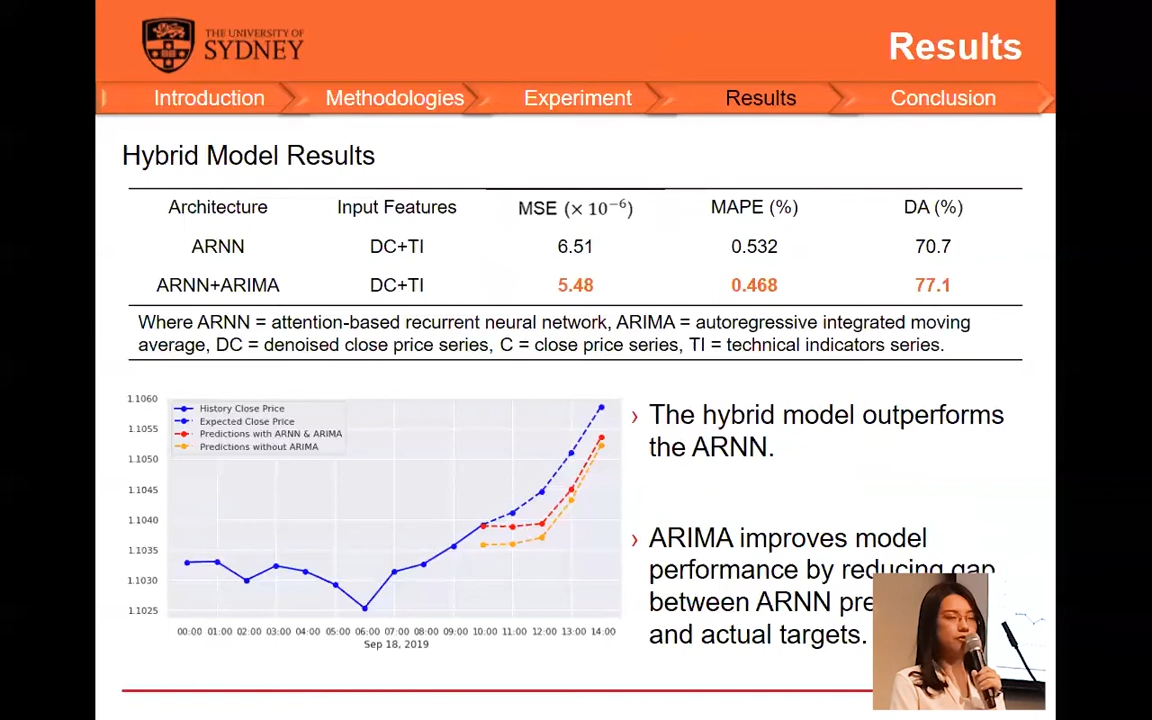 THE UNIVERSITY OF
SYDNEY
Results
Introduction
Methodologies
Experiment
Results
Conclusion
Hybrid Model Results
Architecture Input Features MSE (× 10⁻⁶) MAPE (%) DA (%)
ARNN DC+TI 6.51 0.532 70.7
ARNN+ARIMA DC+TI 5.48 0.468 77.1
Where ARNN = attention-based recurrent neural network, ARIMA = autoregressive integrated moving
average, DC = denoised close price series, C = close price series, TI = technical indicators series.
1.1060
1.1055
1.1050
1.1045
1.1040
1.1035
1.1030
1.1025
History Close Price
Expected Close Price
Predictions with ARNN & ARIMA
Predictions without ARIMA
00:00 01:00 02:00 03:00 04:00 05:00 06:00 07:00 08:00 09:00 10:00 11:00 12:00 13:00 14:00
Sep 18, 2019
› The hybrid model outperforms
the ARNN.
› ARIMA improves model
performance by reducing gap
between ARNN pre
and actual targets.